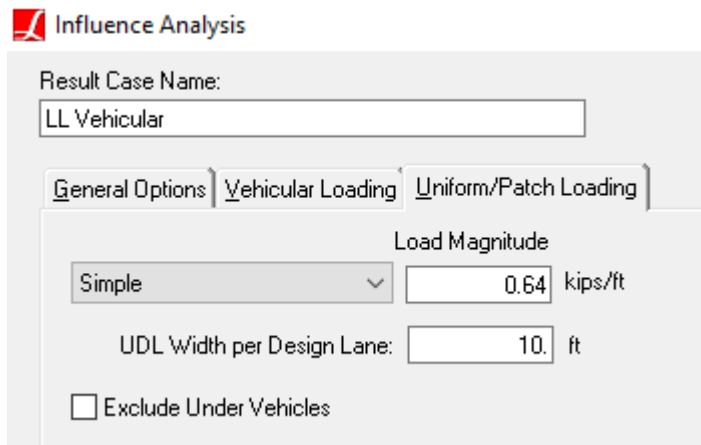 Influence Analysis
Result Case Name:
LL Vehicular
General Options Vehicular Loading Uniform/Patch Loading
Load Magnitude
Simple 0.64 kips/ft
UDL Width per Design Lane: 10. ft
Exclude Under Vehicles